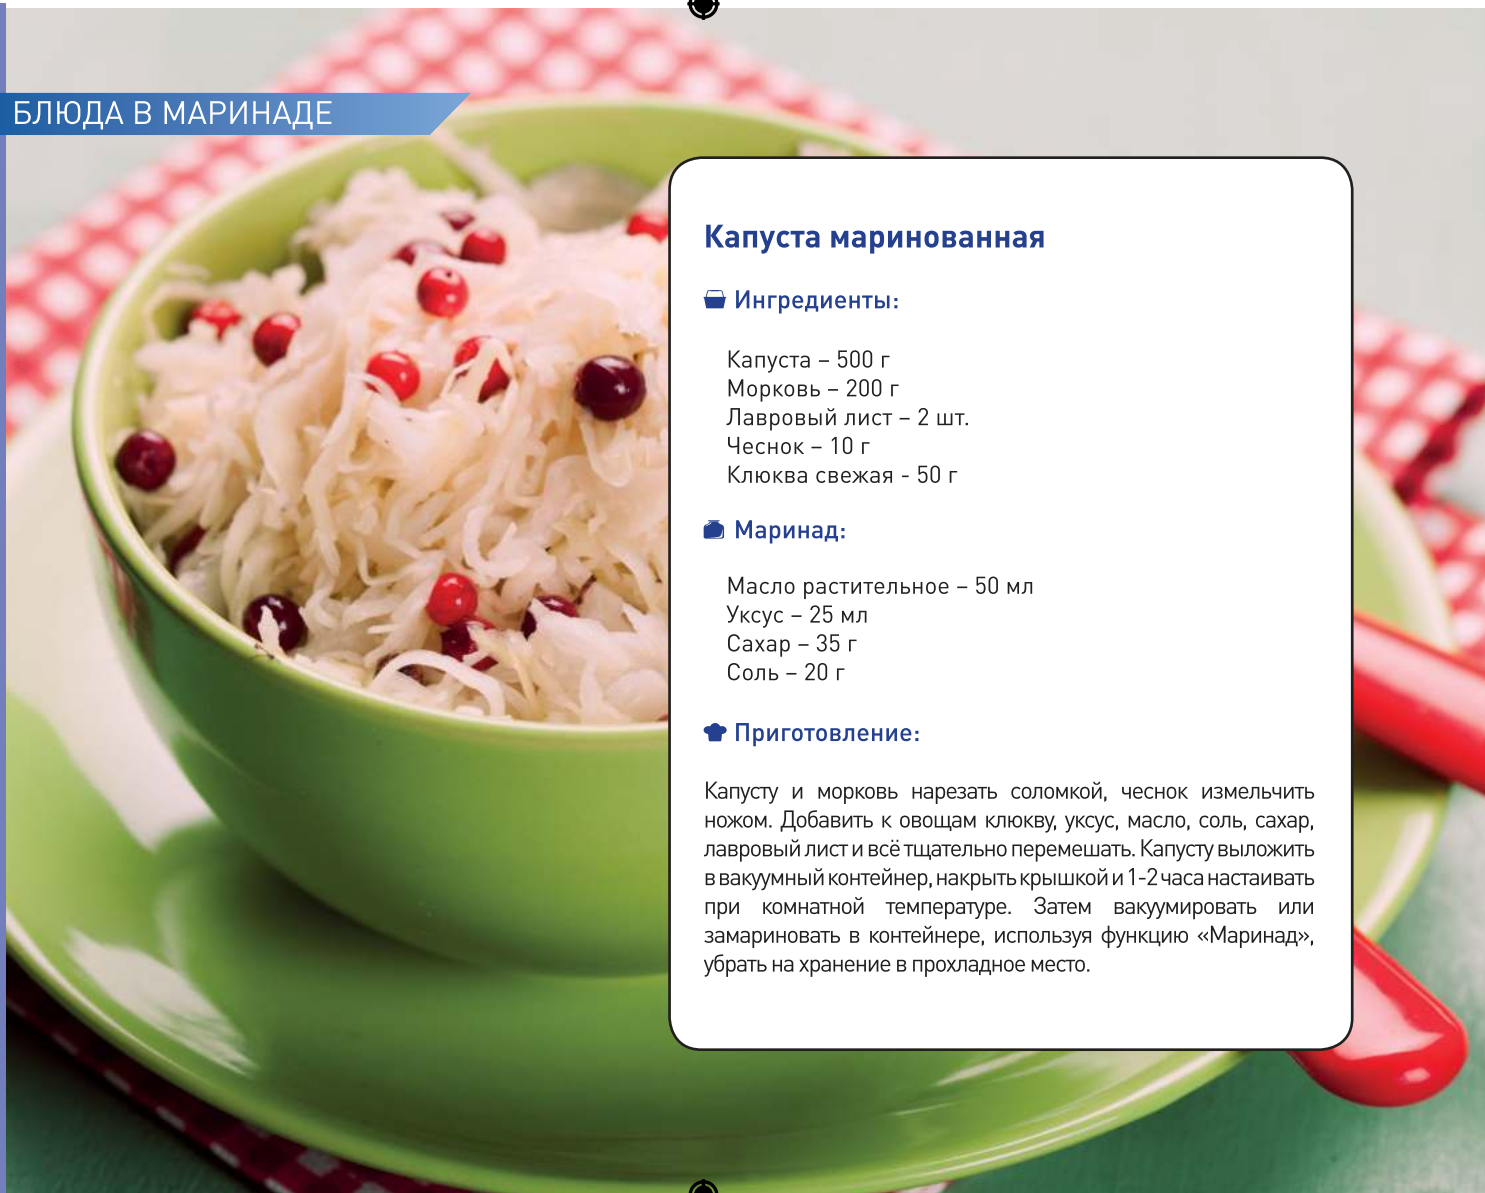 БЛЮДА В МАРИНАДЕ
Капуста маринованная
Ингредиенты:
Капуста – 500 г
Морковь – 200 г
Лавровый лист – 2 шт.
Чеснок – 10 г
Клюква свежая - 50 г
Маринад:
Масло растительное – 50 мл
Уксус – 25 мл
Сахар – 35 г
Соль – 20 г
Приготовление:
Капусту и морковь нарезать соломкой, чеснок измельчить
ножом. Добавить к овощам клюкву, уксус, масло, соль, сахар,
лавровый лист и всё тщательно перемешать. Капусту выложить
в вакуумный контейнер, накрыть крышкой и 1-2 часа настаивать
при комнатной температуре. Затем вакуумировать или
замариновать в контейнере, используя функцию «Маринад»,
убрать на хранение в прохладное место.